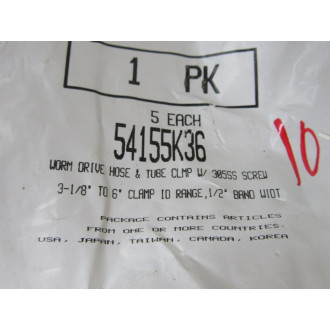 1 PK
5 EACH
54155K36
WORM DRIVE HOSE & TUBE CLMP W/ 305SS SCREW
3-1/8" TO 6" CLAMP ID RANGE,1/2" BAND WIDT
PACKAGE CONTAINS ARTICLES
FROM ONE OR MORE COUNTRIES.
USA, JAPAN, TAIWAN, CANADA, KOREA
10